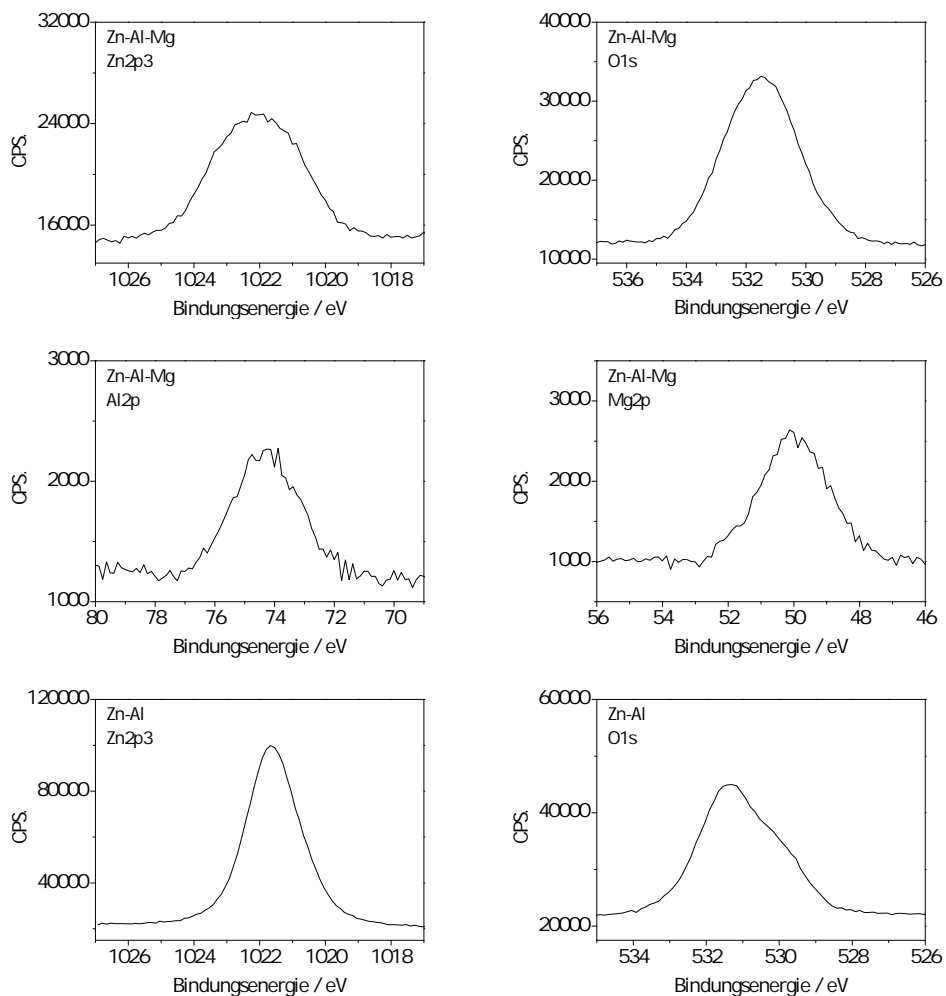 Zn-Al-Mg
Zn2p3
32000
24000
16000
CPS.
1026 1024 1022 1020 1018
Bindungsenergie / eV
Zn-Al-Mg
O1s
40000
30000
20000
10000
CPS.
536 534 532 530 528 526
Bindungsenergie / eV
Zn-Al-Mg
Al2p
3000
2000
1000
CPS.
80 78 76 74 72 70
Bindungsenergie / eV
Zn-Al-Mg
Mg2p
3000
2000
1000
CPS.
56 54 52 50 48 46
Bindungsenergie / eV
Zn-Al
Zn2p3
120000
80000
40000
CPS.
1026 1024 1022 1020 1018
Bindungsenergie / eV
Zn-Al
O1s
60000
40000
20000
CPS.
534 532 530 528 526
Bindungsenergie / eV